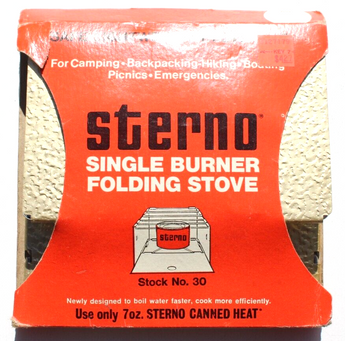 For Camping•Backpacking•Hiking•Boating
Picnics•Emergencies.
sterno
SINGLE BURNER
FOLDING STOVE
sterno
Stock No. 30
Newly designed to boil water faster, cook more efficiently.
Use only 7oz. STERNO CANNED HEAT